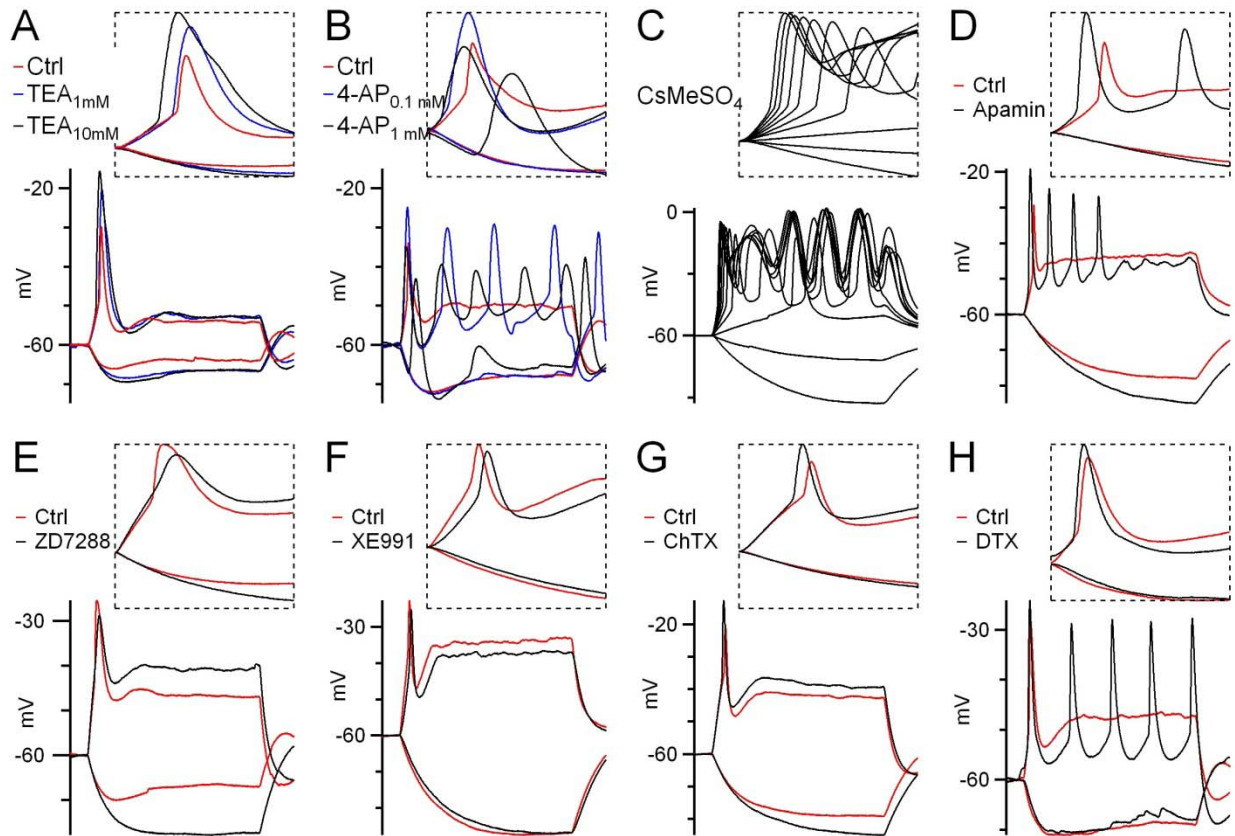 A
Ctrl
TEA1mM
TEA10mM
-20
-60
mV
B
Ctrl
4-AP0.1 mM
4-AP1 mM
-20
-60
mV
C
CsMeSO4
0
-60
mV
D
Ctrl
Apamin
-20
-60
mV
E
Ctrl
ZD7288
-30
-60
mV
F
Ctrl
XE991
-30
-60
mV
G
Ctrl
ChTX
-20
-60
mV
H
Ctrl
DTX
-30
-60
mV